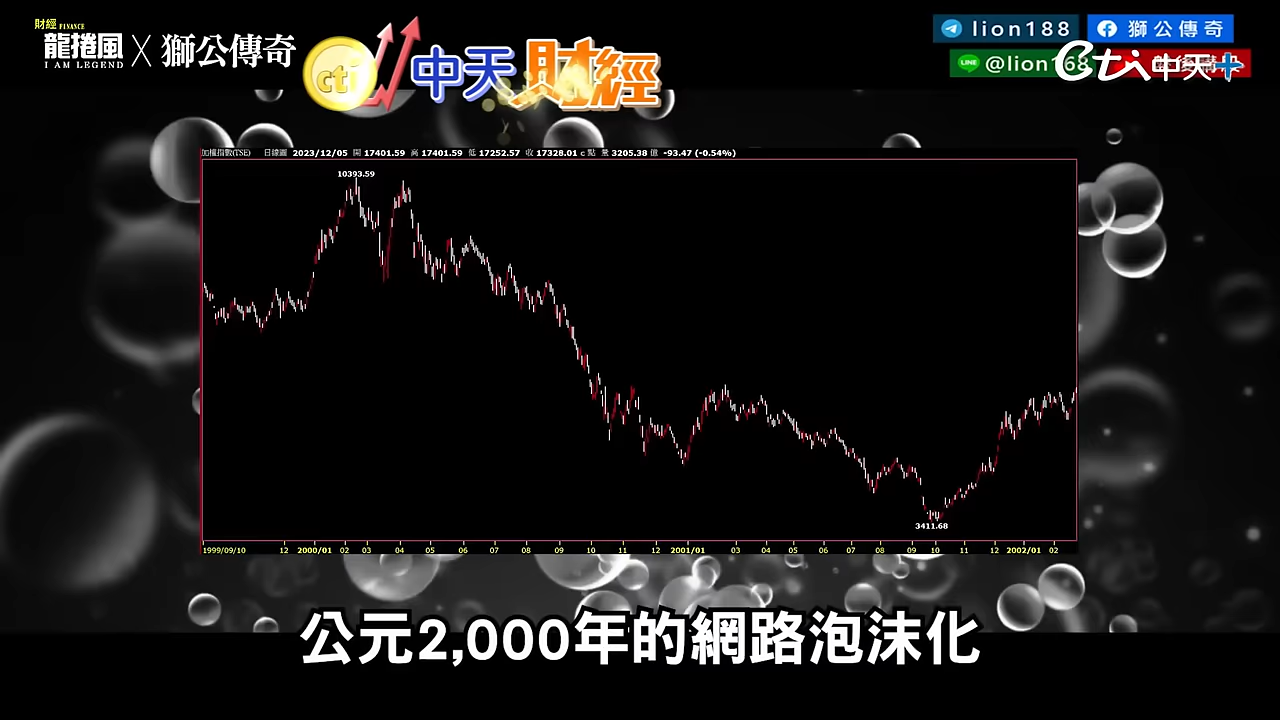 財經 FINANCE
龍捲風 X 獅公傳奇
I AM LEGEND
cti 中天財經
lion188
獅公傳奇
LINE @lion168
cti 中天+
加權指數(TSE) 日線圖 2023/12/05 開 17401.59 高 17401.59 低 17252.57 收 17328.01 c 點 量 3205.38 億 -93.47 (-0.54%)
10393.59
3411.68
1999/09/10 12 2000/01 02 03 04 05 06 07 08 09 10 11 12 2001/01 03 04 05 06 07 08 09 10 11 12 2002/01 02
公元2,000年的網路泡沫化